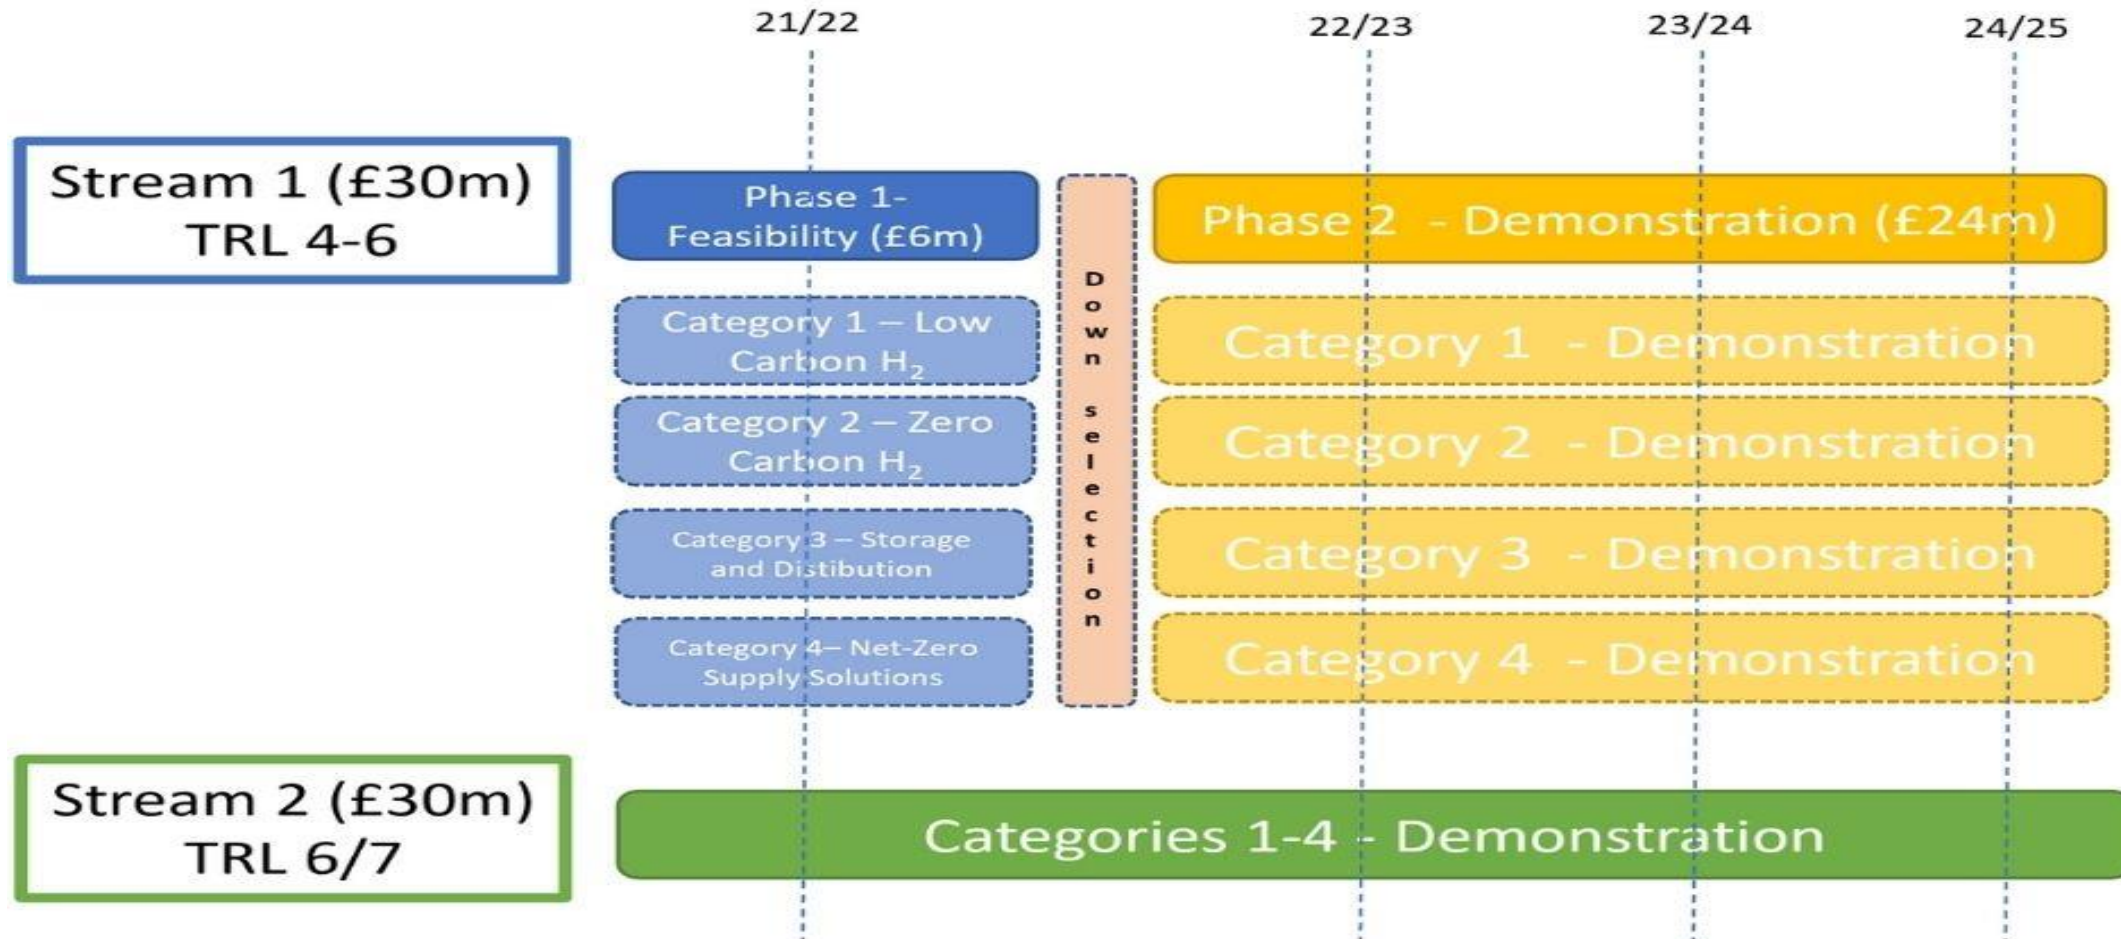 21/22
22/23
23/24
24/25
Stream 1 (£30m)
TRL 4-6
Phase 1-
Feasibility (£6m)
Phase 2 - Demonstration (£24m)
Category 1 – Low
Carbon H₂
Category 1 - Demonstration
Category 2 – Zero
Carbon H₂
Category 2 - Demonstration
Category 3 – Storage
and Distibution
Category 3 - Demonstration
Category 4– Net-Zero
Supply Solutions
Category 4 - Demonstration
Down selection
Stream 2 (£30m)
TRL 6/7
Categories 1-4 - Demonstration